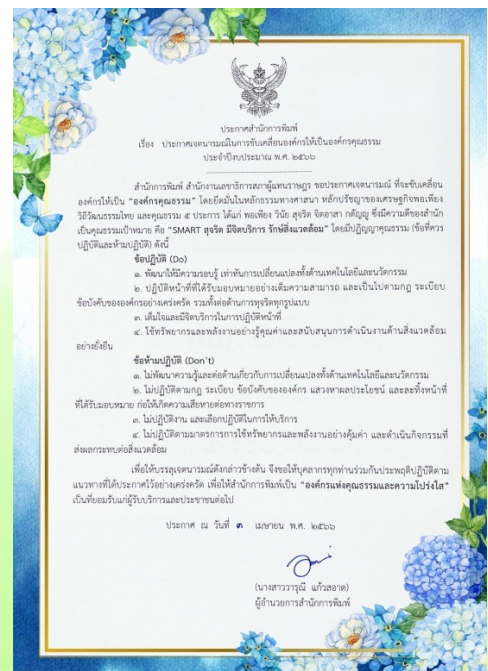 ประกาศสำนักการพิมพ์
เรื่อง ประกาศเจตนารมณ์ในการขับเคลื่อนองค์กรให้เป็นองค์กรคุณธรรม
ประจำปีงบประมาณ พ.ศ. ๒๕๖๖
สำนักการพิมพ์ สำนักงานเลขาธิการสภาผู้แทนราษฎร ขอประกาศเจตนารมณ์ ที่จะขับเคลื่อน
องค์กรให้เป็น “องค์กรคุณธรรม” โดยยึดมั่นในหลักธรรมทางศาสนา หลักปรัชญาของเศรษฐกิจพอเพียง
วิถีวัฒนธรรมไทย และคุณธรรม ๕ ประการ ได้แก่ พอเพียง วินัย สุจริต จิตอาสา กตัญญู ซึ่งมีความดีของสำนัก
เป็นคุณธรรมเป้าหมาย คือ “SMART สุจริต มีจิตบริการ รักษ์สิ่งแวดล้อม” โดยมีปฏิญญาคุณธรรม (ข้อที่ควร
ปฏิบัติและห้ามปฏิบัติ) ดังนี้
ข้อปฏิบัติ (Do)
๑. พัฒนาให้มีความรอบรู้ เท่าทันการเปลี่ยนแปลงทั้งด้านเทคโนโลยีและนวัตกรรม
๒. ปฏิบัติหน้าที่ที่ได้รับมอบหมายอย่างเต็มความสามารถ และเป็นไปตามกฎ ระเบียบ
ข้อบังคับขององค์กรอย่างเคร่งครัด รวมทั้งต่อต้านการทุจริตทุกรูปแบบ
๓. เต็มใจและมีจิตบริการในการปฏิบัติหน้าที่
๔. ใช้ทรัพยากรและพลังงานอย่างรู้คุณค่าและสนับสนุนการดำเนินงานด้านสิ่งแวดล้อม
อย่างยั่งยืน
ข้อห้ามปฏิบัติ (Don't)
๑. ไม่พัฒนาความรู้และต่อต้านเกี่ยวกับการเปลี่ยนแปลงทั้งด้านเทคโนโลยีและนวัตกรรม
๒. ไม่ปฏิบัติตามกฎ ระเบียบ ข้อบังคับขององค์กร แสวงหาผลประโยชน์ และละทิ้งหน้าที่
ที่ได้รับมอบหมาย ก่อให้เกิดความเสียหายต่อทางราชการ
๓. ไม่ปฏิบัติงาน และเลือกปฏิบัติในการให้บริการ
๔. ไม่ปฏิบัติตามมาตรการการใช้ทรัพยากรและพลังงานอย่างคุ้มค่า และดำเนินกิจกรรมที่
ส่งผลกระทบต่อสิ่งแวดล้อม
เพื่อให้บรรลุเจตนารมณ์ดังกล่าวข้างต้น จึงขอให้บุคลากรทุกท่านร่วมกันประพฤติปฏิบัติตาม
แนวทางที่ได้ประกาศไว้อย่างเคร่งครัด เพื่อให้สำนักการพิมพ์เป็น “องค์กรแห่งคุณธรรมและความโปร่งใส”
เป็นที่ยอมรับแก่ผู้รับบริการและประชาชนต่อไป
ประกาศ ณ วันที่ ๓ เมษายน พ.ศ. ๒๕๖๖
(นางสาววารุณี แก้วสอาด)
ผู้อำนวยการสำนักการพิมพ์